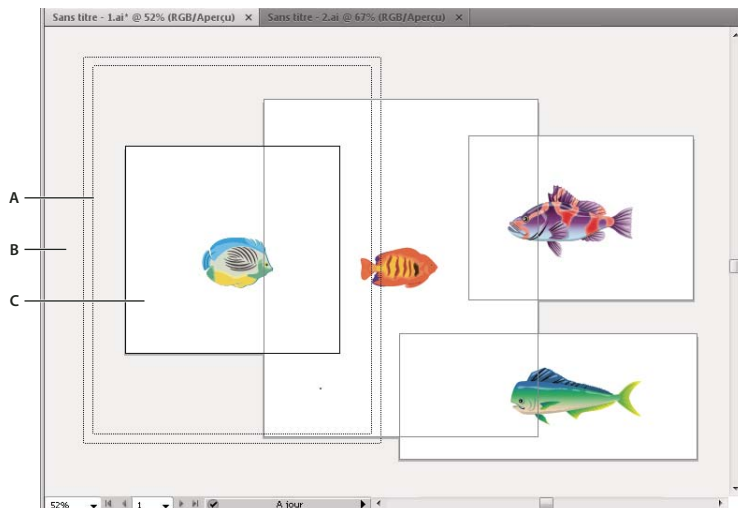 Sans titre - 1.ai* @ 52% (RGB/Aperçu) × Sans titre - 2.ai @ 67% (RGB/Aperçu) ×
A
B
C
52% 1 A jour